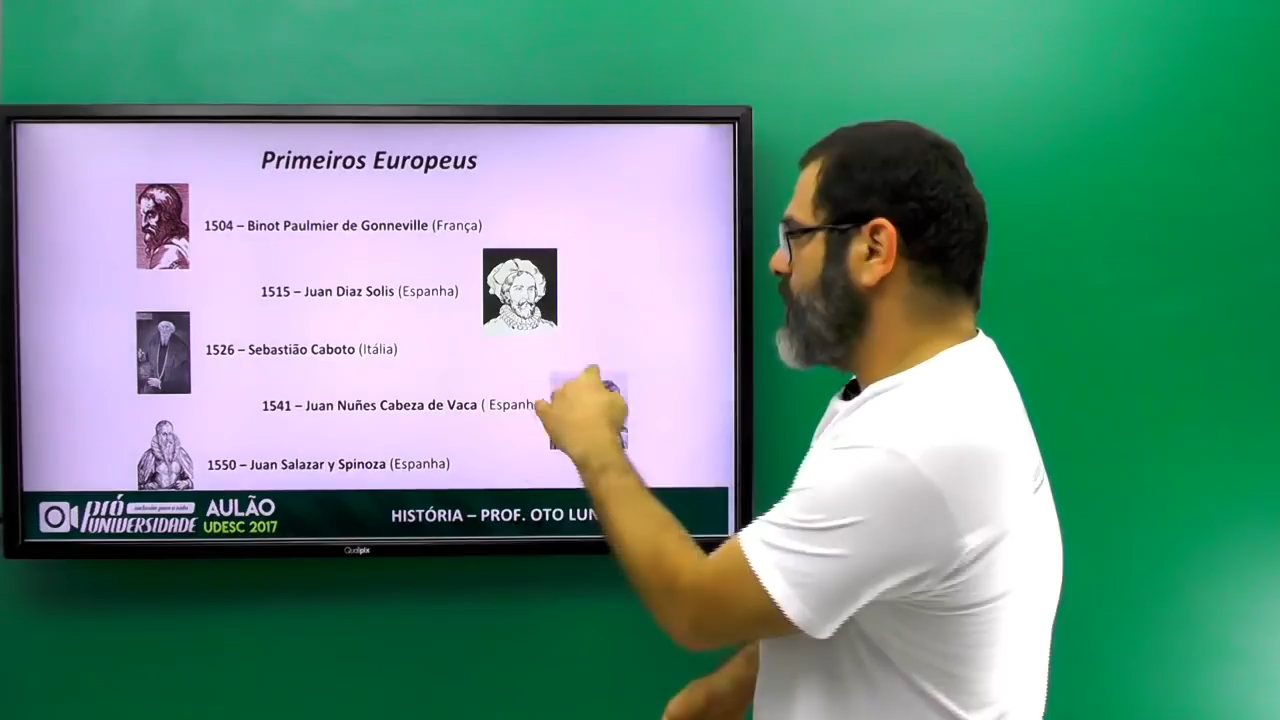 Primeiros Europeus
1504 – Binot Paulmier de Gonneville (França)
1515 – Juan Diaz Solis (Espanha)
1526 – Sebastião Caboto (Itália)
1541 – Juan Nuñes Cabeza de Vaca ( Espanh
1550 – Juan Salazar y Spinoza (Espanha)
pró
UNIVERSIDADE
AULÃO
UDESC 2017
HISTÓRIA – PROF. OTO LUN
Qualipix